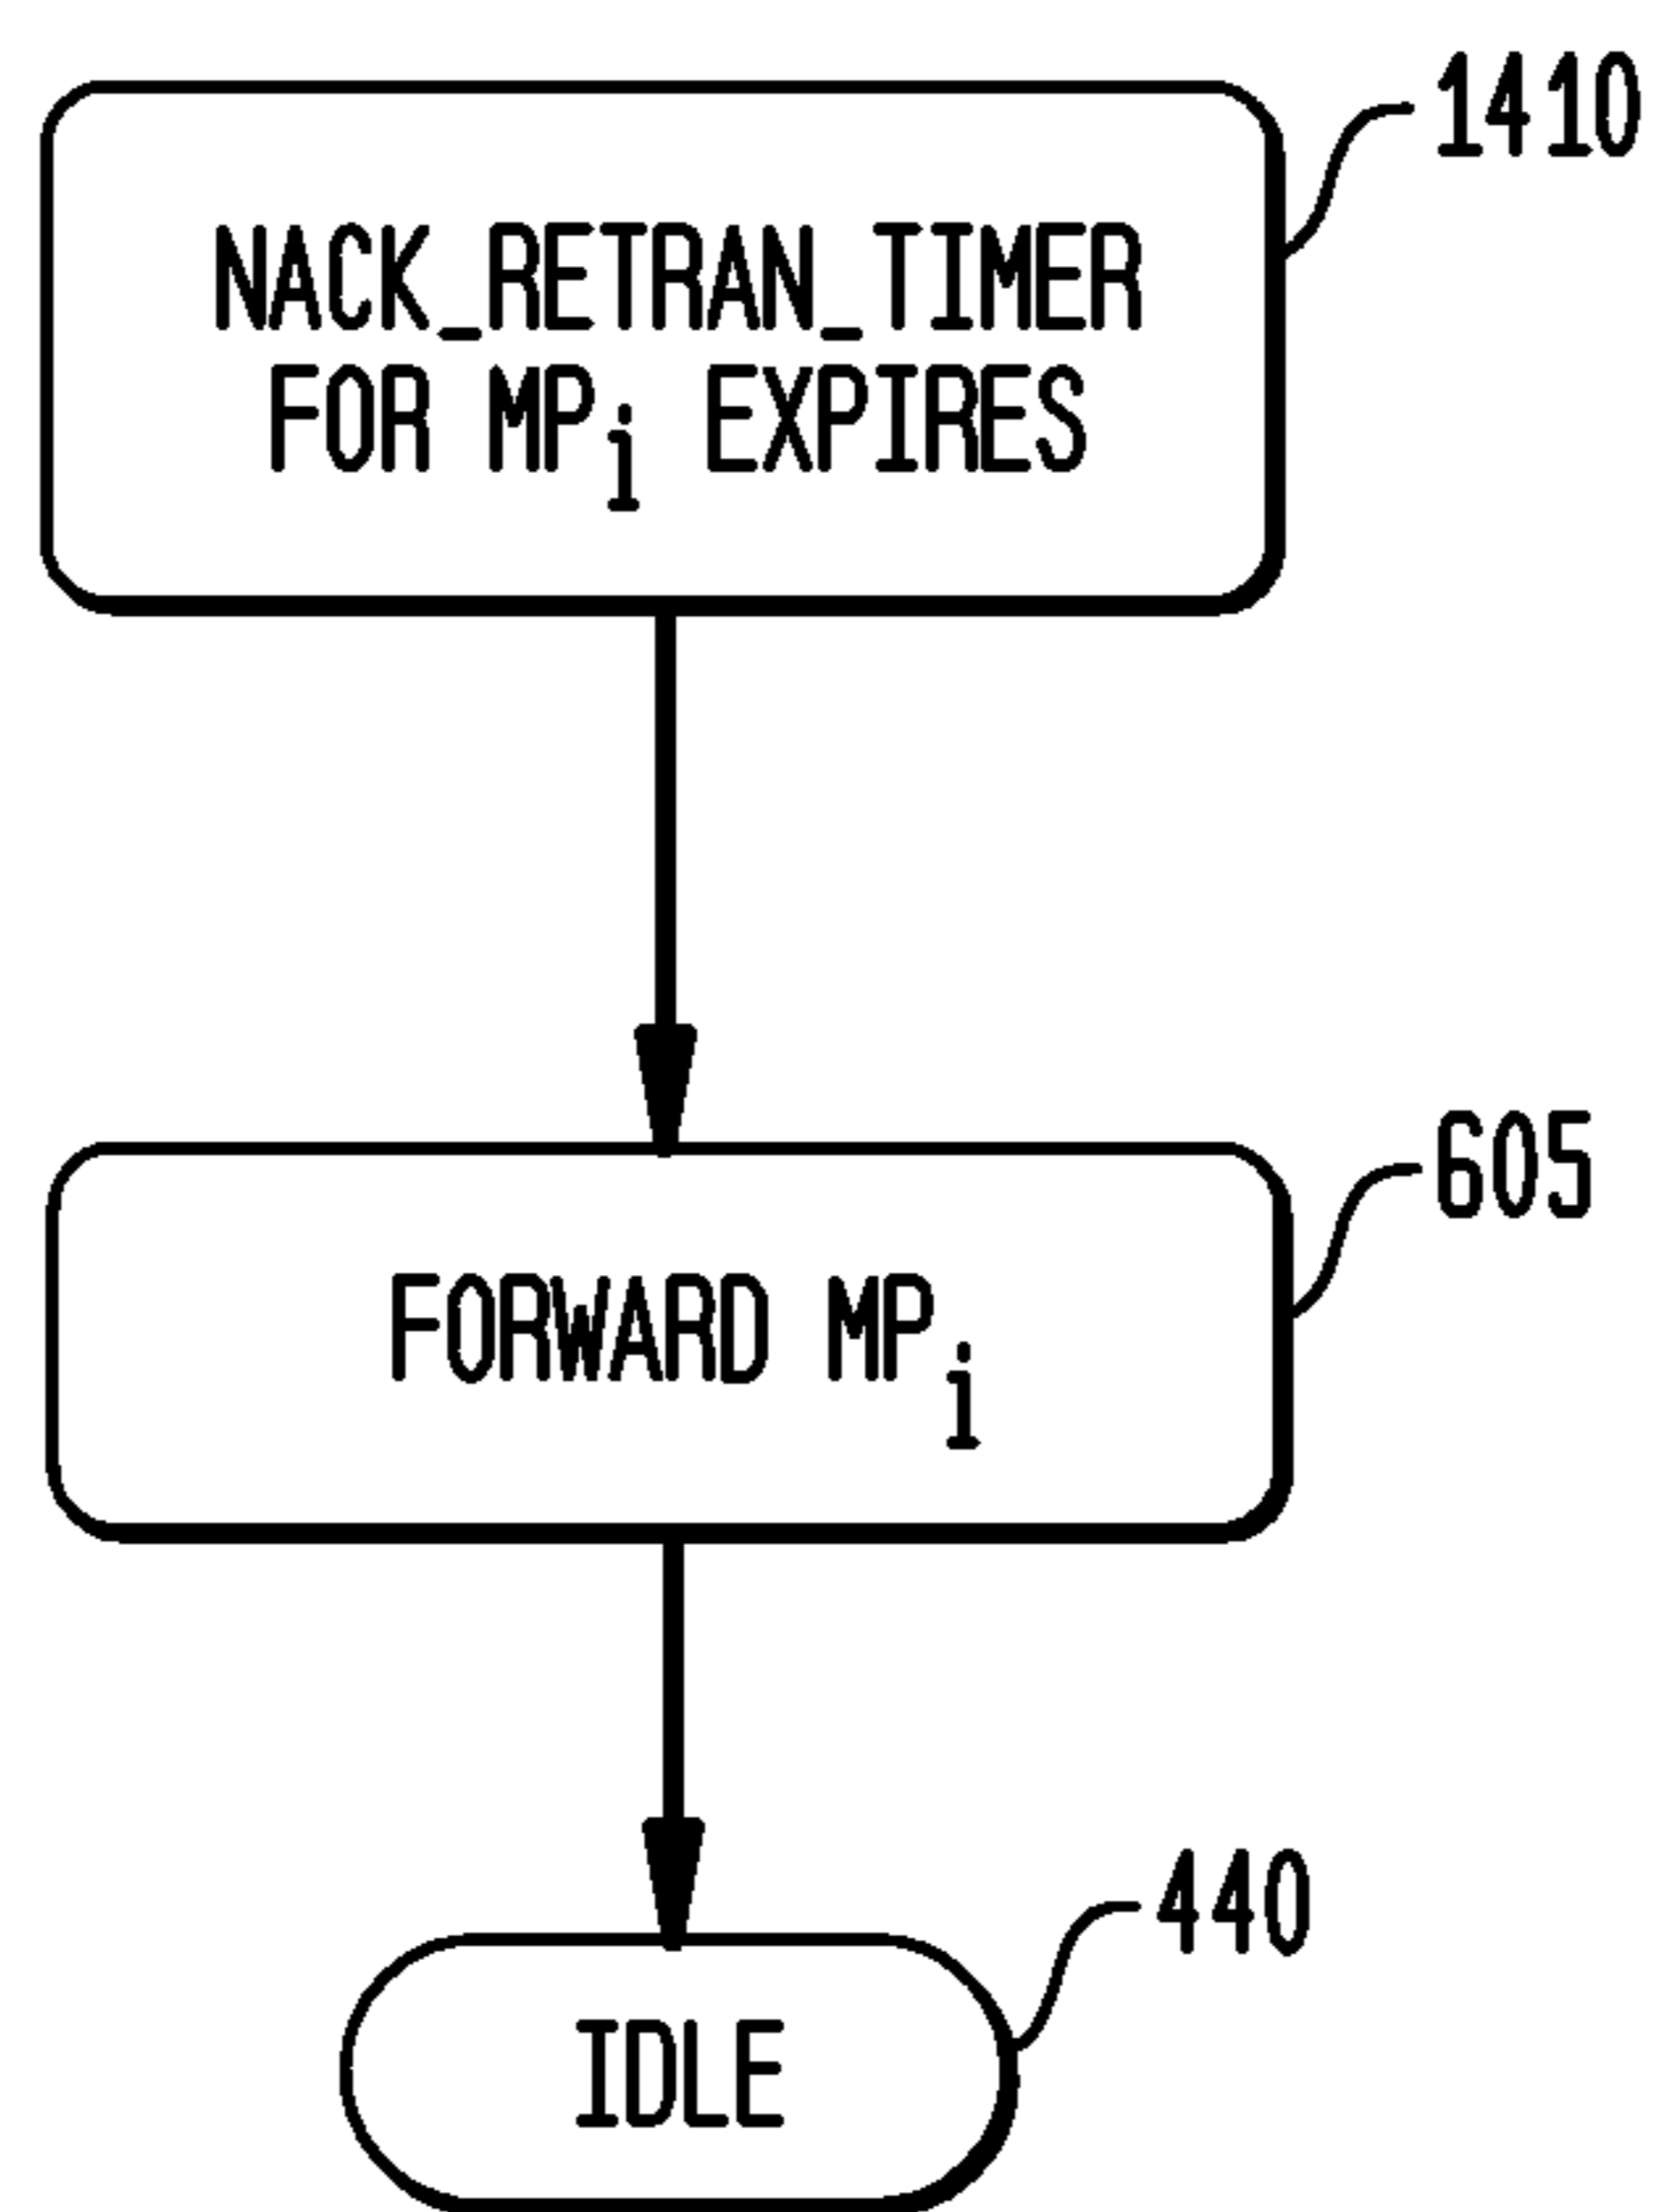 1410
NACK_RETRAN_TIMER
FOR MPi EXPIRES
605
FORWARD MPi
440
IDLE